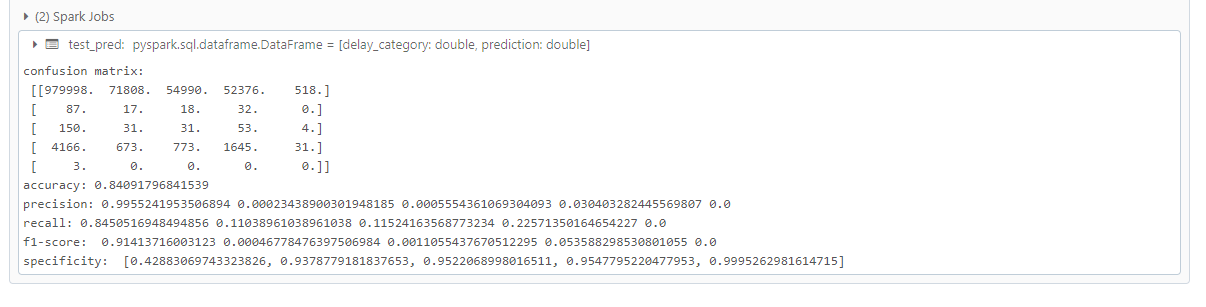 (2) Spark Jobs
test_pred: pyspark.sql.dataframe.DataFrame = [delay_category: double, prediction: double]
confusion matrix:
[[979998. 71808. 54990. 52376. 518.]
[ 87. 17. 18. 32. 0.]
[ 150. 31. 31. 53. 4.]
[ 4166. 673. 773. 1645. 31.]
[ 3. 0. 0. 0. 0.]]
accuracy: 0.84091796841539
precision: 0.9955241953506894 0.00023438900301948185 0.0005554361069304093 0.030403282445569807 0.0
recall: 0.8450516948494856 0.11038961038961038 0.11524163568773234 0.22571350164654227 0.0
f1-score: 0.91413716003123 0.00046778476397506984 0.0011055437670512295 0.053588298530801055 0.0
specificity: [0.42883069743323826, 0.9378779181837653, 0.9522068998016511, 0.9547795220477953, 0.9995262981614715]